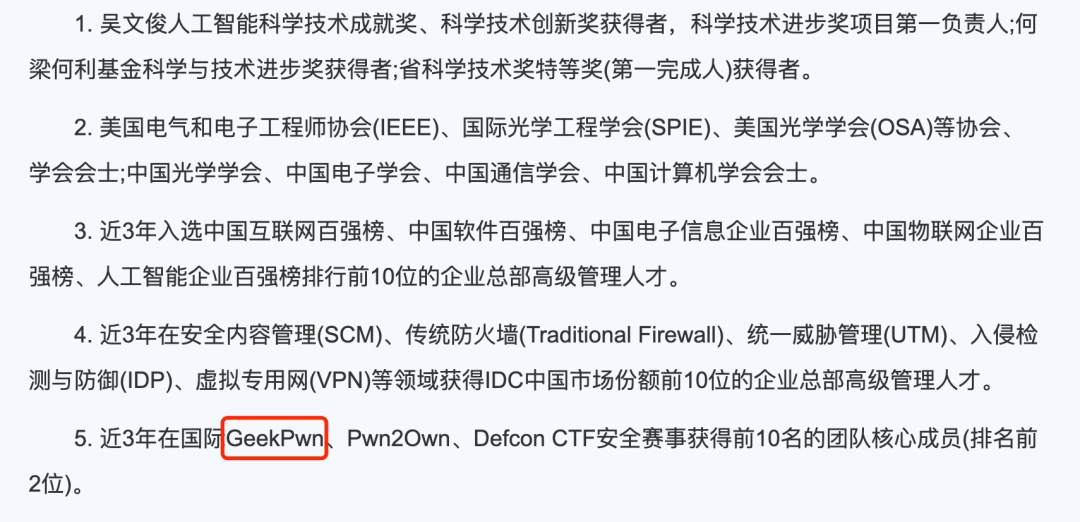 1. 吴文俊人工智能科学技术成就奖、科学技术创新奖获得者，科学技术进步奖项目第一负责人;何
梁何利基金科学与技术进步奖获得者;省科学技术奖特等奖(第一完成人)获得者。
2. 美国电气和电子工程师协会(IEEE)、国际光学工程学会(SPIE)、美国光学学会(OSA)等协会、
学会会士;中国光学学会、中国电子学会、中国通信学会、中国计算机学会会士。
3. 近3年入选中国互联网百强榜、中国软件百强榜、中国电子信息企业百强榜、中国物联网企业百
强榜、人工智能企业百强榜排行前10位的企业总部高级管理人才。
4. 近3年在安全内容管理(SCM)、传统防火墙(Traditional Firewall)、统一威胁管理(UTM)、入侵检
测与防御(IDP)、虚拟专用网(VPN)等领域获得IDC中国市场份额前10位的企业总部高级管理人才。
5. 近3年在国际GeekPwn、Pwn2Own、Defcon CTF安全赛事获得前10名的团队核心成员(排名前
2位)。